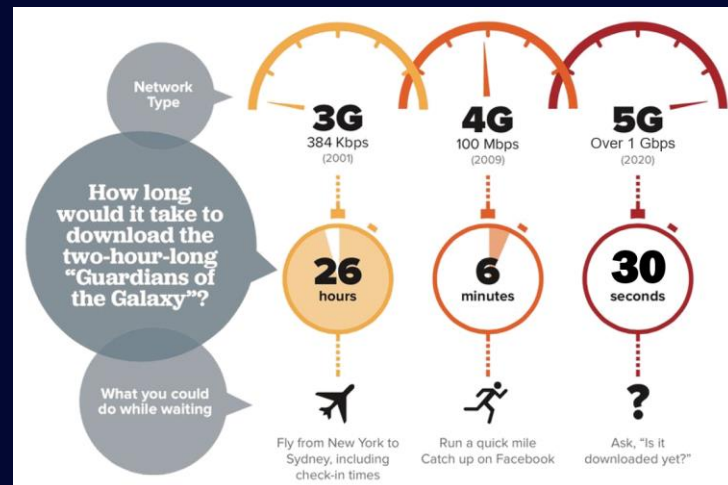 Network
Type
3G
384 Kbps
(2001)
4G
100 Mbps
(2009)
5G
Over 1 Gbps
(2020)
How long
would it take to
download the
two-hour-long
“Guardians of
the Galaxy”?
26
hours
6
minutes
30
seconds
What you could
do while waiting
Fly from New York to
Sydney, including
check-in times
Run a quick mile
Catch up on Facebook
?
Ask, “Is it
downloaded yet?”